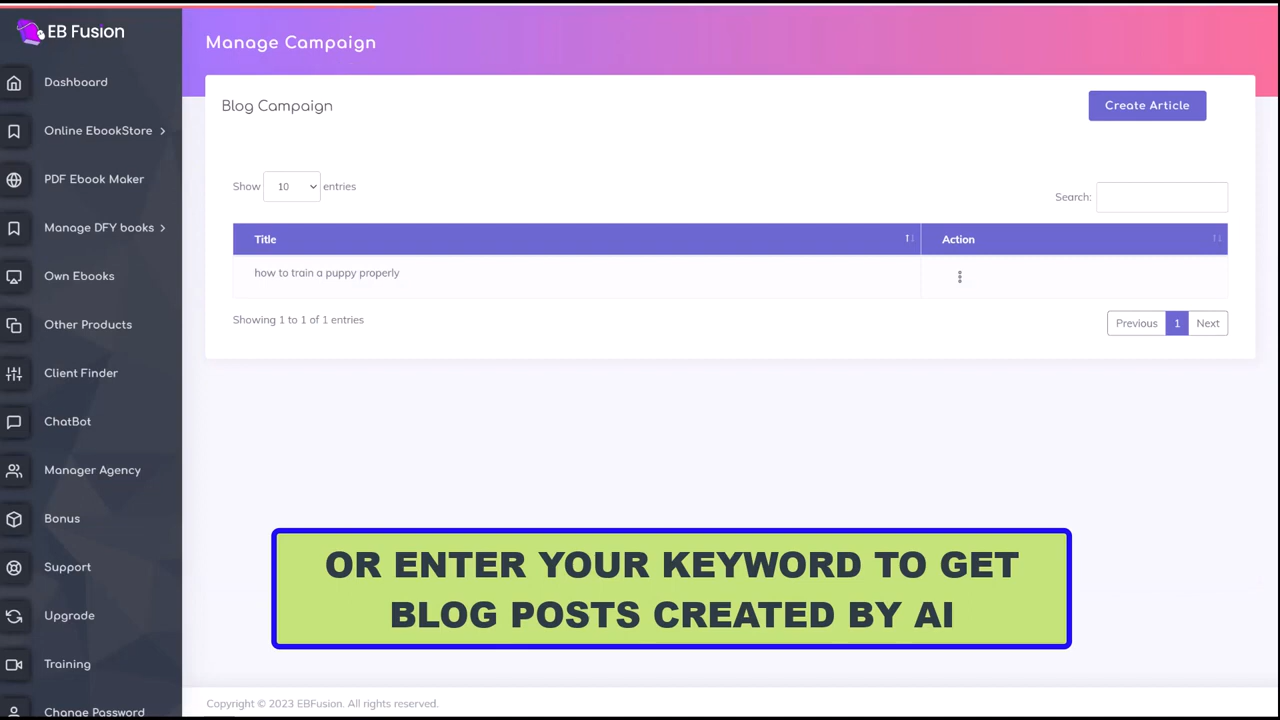 EB Fusion
Manage Campaign
Dashboard
Blog Campaign
Create Article
Online EbookStore
PDF Ebook Maker
Show 10 entries
Search:
Manage DFY books
Title
Action
Own Ebooks
how to train a puppy properly
Other Products
Showing 1 to 1 of 1 entries
Previous 1 Next
Client Finder
ChatBot
Manager Agency
Bonus
Support
Upgrade
Training
Change Password
OR ENTER YOUR KEYWORD TO GET
BLOG POSTS CREATED BY AI
Copyright © 2023 EBFusion. All rights reserved.